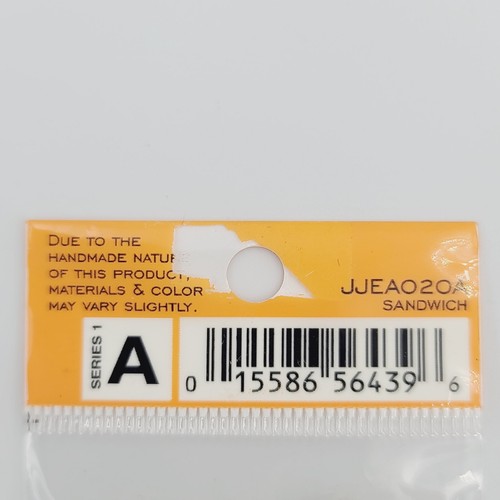 DUE TO THE
HANDMADE NATURE
OF THIS PRODUCT,
MATERIALS & COLOR
MAY VARY SLIGHTLY.
JJEA020A
SANDWICH
SERIES 1
A
0 15586 56439 6